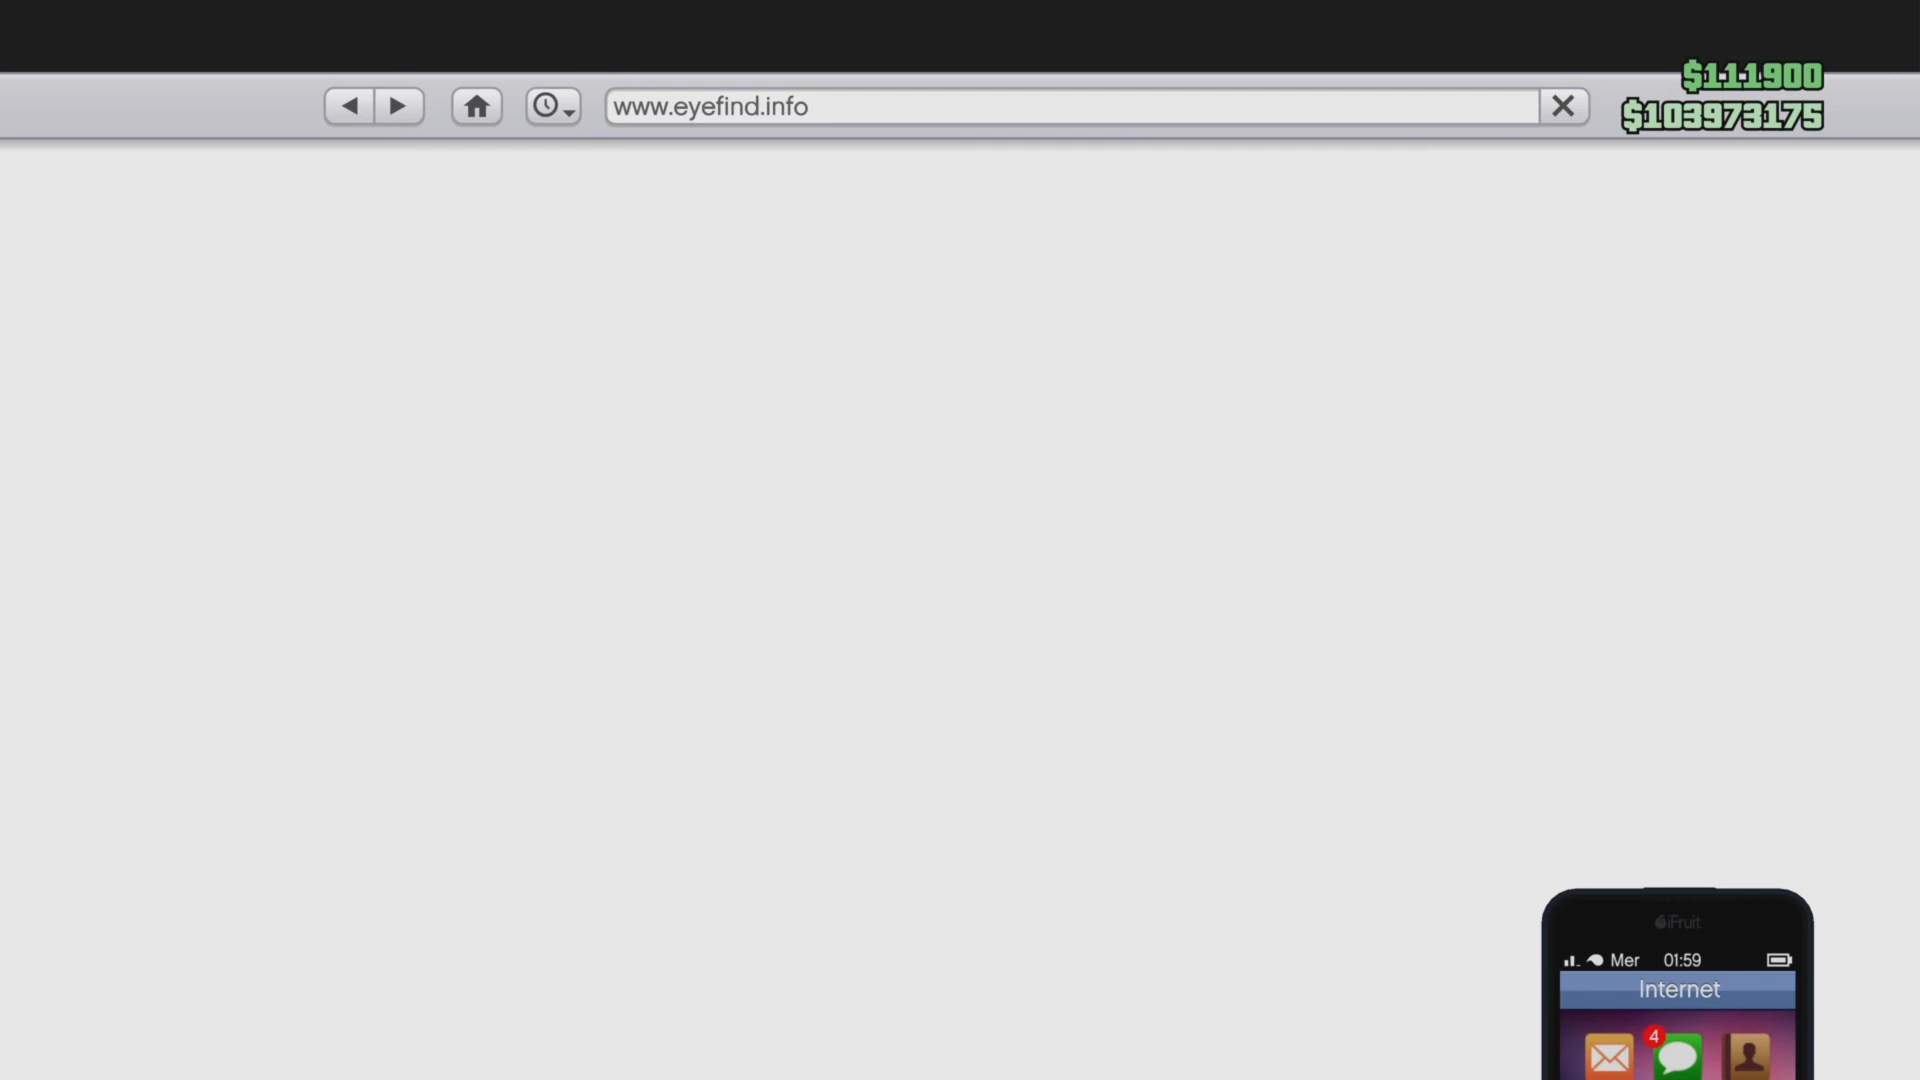 $111900
www.eyefind.info
$103973175
iFruit
Mer 01:59
Internet
4